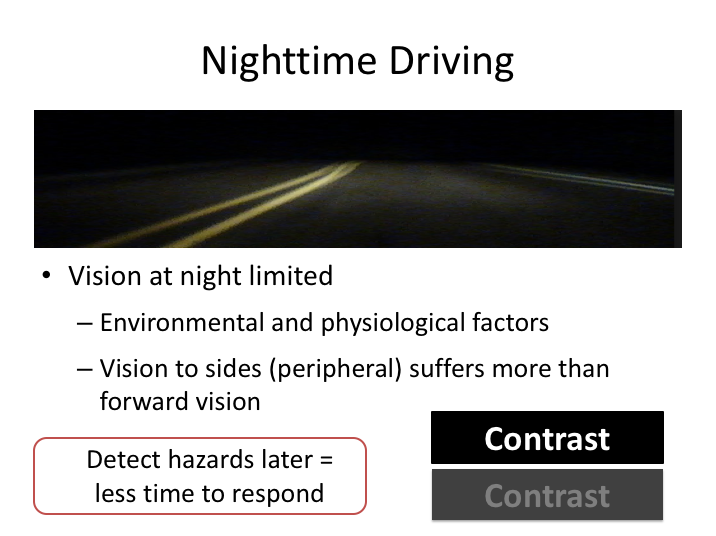 Nighttime Driving
• Vision at night limited
– Environmental and physiological factors
– Vision to sides (peripheral) suffers more than
forward vision
Detect hazards later =
less time to respond
Contrast
Contrast